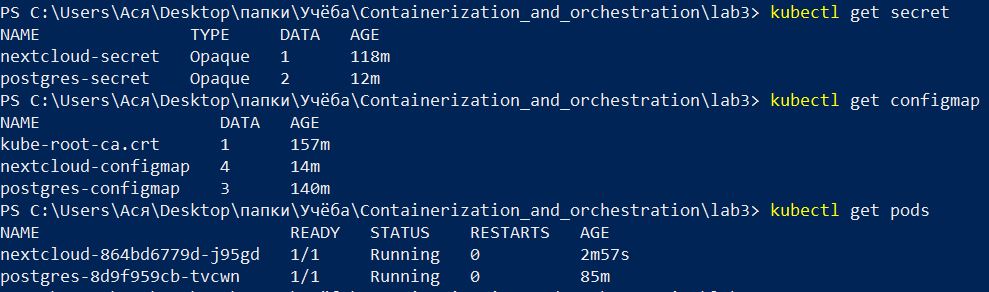 PS C:\Users\Ася\Desktop\папки\Учёба\Containerization_and_orchestration\lab3> kubectl get secret
NAME TYPE DATA AGE
nextcloud-secret Opaque 1 118m
postgres-secret Opaque 2 12m
PS C:\Users\Ася\Desktop\папки\Учёба\Containerization_and_orchestration\lab3> kubectl get configmap
NAME DATA AGE
kube-root-ca.crt 1 157m
nextcloud-configmap 4 14m
postgres-configmap 3 140m
PS C:\Users\Ася\Desktop\папки\Учёба\Containerization_and_orchestration\lab3> kubectl get pods
NAME READY STATUS RESTARTS AGE
nextcloud-864bd6779d-j95gd 1/1 Running 0 2m57s
postgres-8d9f959cb-tvcwn 1/1 Running 0 85m